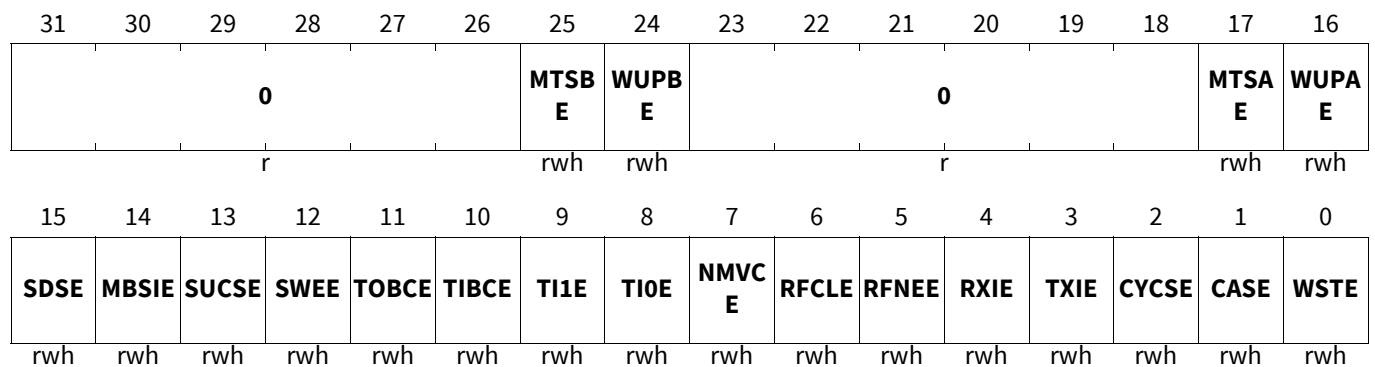 31 30 29 28 27 26 25 24 23 22 21 20 19 18 17 16
0 MTSB WUPB 0 MTSA WUPA
E E E E
r rwh rwh r rwh rwh
15 14 13 12 11 10 9 8 7 6 5 4 3 2 1 0
SDSE MBSIE SUCSE SWEE TOBCE TIBCE TI1E TI0E NMVC RFCLE RFNEE RXIE TXIE CYCSE CASE WSTE
E
rwh rwh rwh rwh rwh rwh rwh rwh rwh rwh rwh rwh rwh rwh rwh rwh